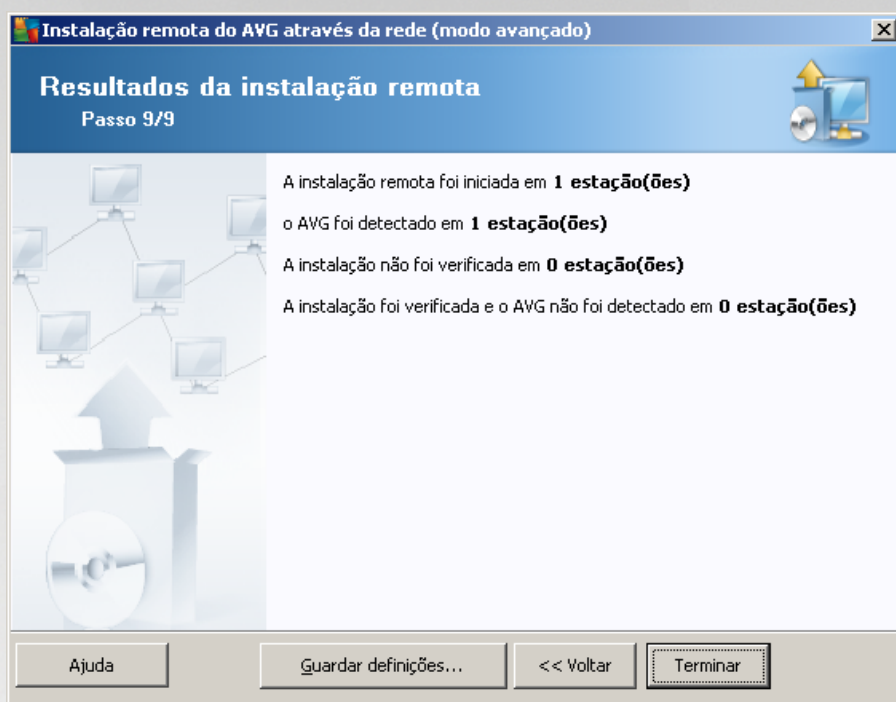 Instalação remota do AVG através da rede (modo avançado)
Resultados da instalação remota
Passo 9/9
A instalação remota foi iniciada em 1 estação(ões)
o AVG foi detectado em 1 estação(ões)
A instalação não foi verificada em 0 estação(ões)
A instalação foi verificada e o AVG não foi detectado em 0 estação(ões)
Ajuda
Guardar definições...
<< Voltar
Terminar